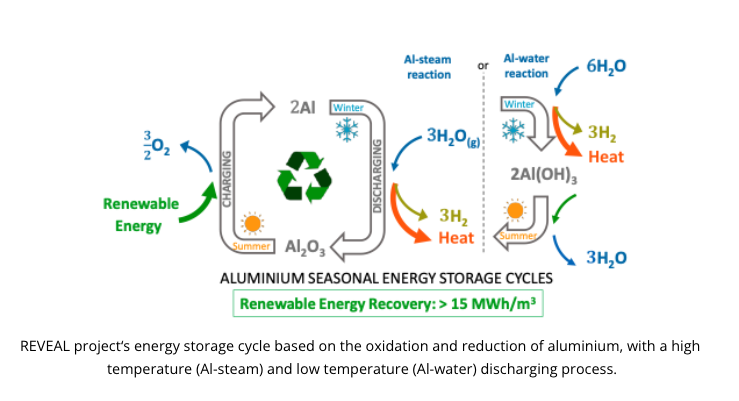 Al-steam
reaction
or
Al-water
reaction
6H₂O
2Al
Winter
Winter
3/2O₂
3H₂O(g)
3H₂
Heat
CHARGING
DISCHARGING
2Al(OH)₃
Renewable
Energy
3H₂
Heat
Summer
Al₂O₃
Summer
3H₂O
ALUMINIUM SEASONAL ENERGY STORAGE CYCLES
Renewable Energy Recovery: > 15 MWh/m³
REVEAL project’s energy storage cycle based on the oxidation and reduction of aluminium, with a high
temperature (Al-steam) and low temperature (Al-water) discharging process.